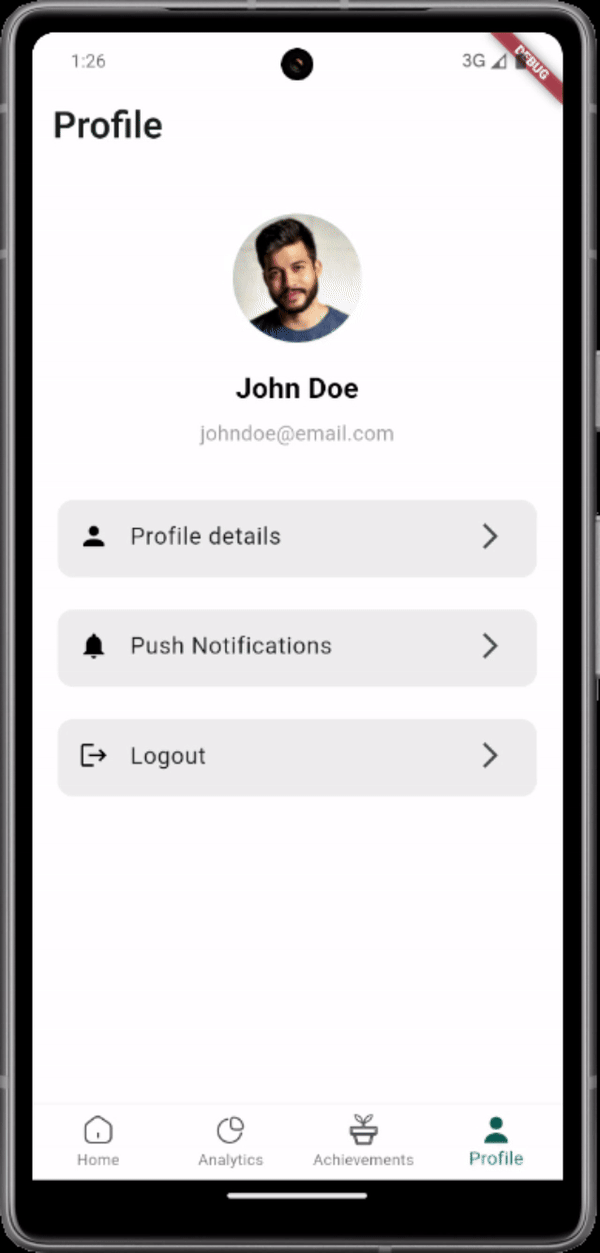 1:26
3G
DEBUG
Profile
John Doe
johndoe@email.com
Profile details
Push Notifications
Logout
Home
Analytics
Achievements
Profile